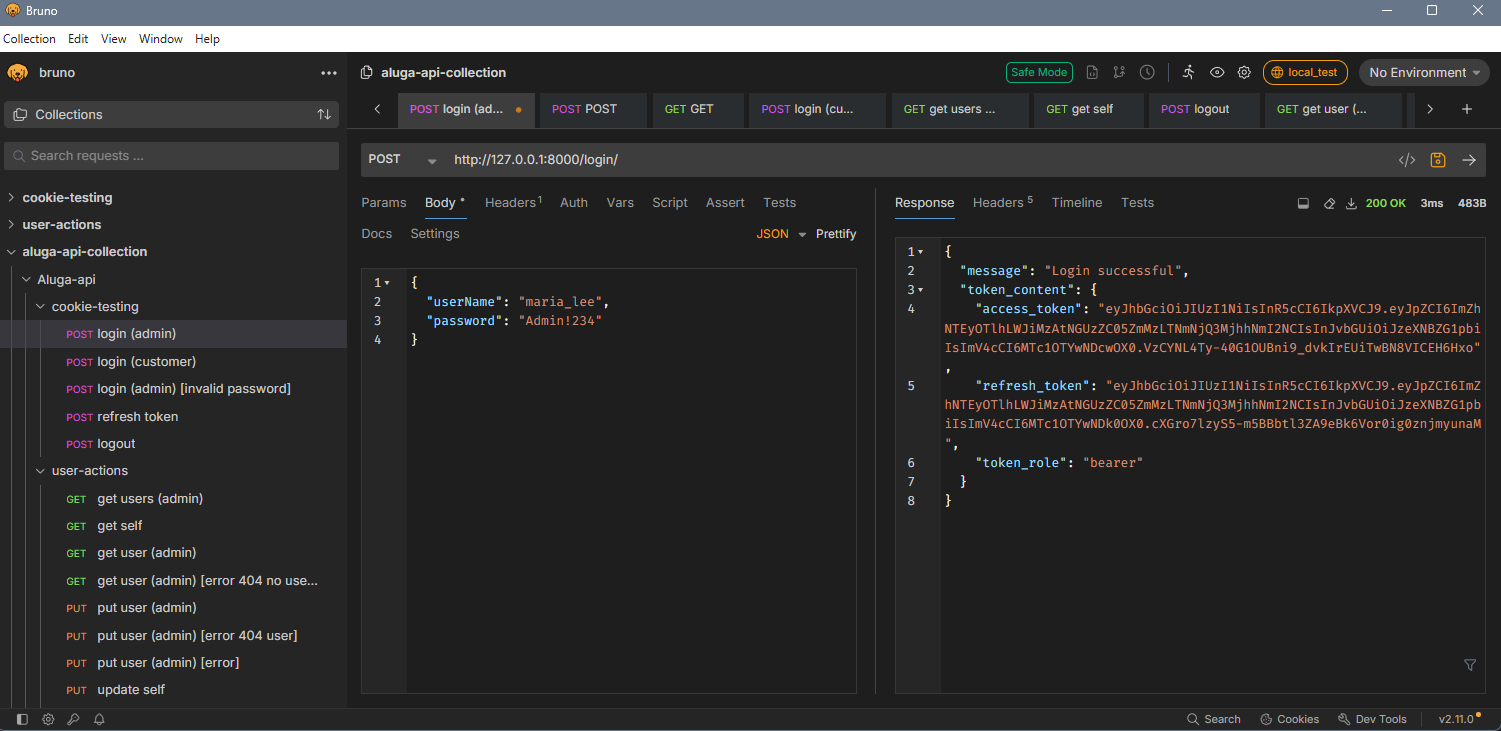 Bruno
Collection Edit View Window Help
bruno
aluga-api-collection
Safe Mode
local_test
No Environment
Collections
Search requests ...
cookie-testing
user-actions
aluga-api-collection
Aluga-api
cookie-testing
POST login (admin)
POST login (customer)
POST login (admin) [invalid password]
POST refresh token
POST logout
user-actions
GET get users (admin)
GET get self
GET get user (admin)
GET get user (admin) [error 404 no use...
PUT put user (admin)
PUT put user (admin) [error 404 user]
PUT put user (admin) [error]
PUT update self
POST login (ad...
POST POST
GET GET
POST login (cu...
GET get users ...
GET get self
POST logout
GET get user (...
POST http://127.0.0.1:8000/login/
Params Body Headers 1 Auth Vars Script Assert Tests
Docs Settings
JSON Prettify
1 {
2 "userName": "maria_lee",
3 "password": "Admin!234"
4 }
Response Headers 5 Timeline Tests
200 OK 3ms 483B
1 {
2 "message": "Login successful",
3 "token_content": {
4 "access_token": "eyJhbGciOiJIUzI1NiIsInR5cCI6IkpXVCJ9.eyJpZCI6ImZh
NTEyOTlhLWJiMzAtNGUzZC05ZmMzLTNmNjQ3MjhhNmI2NCIsInJvbGUiOiJzeXNBZG1pbi
IsImV4cCI6MTc1OTYwNDcwOX0.VzCYNL4Ty-40G1OUBni9_dvkIrEUiTwBN8VICEH6Hxo"
,
5 "refresh_token": "eyJhbGciOiJIUzI1NiIsInR5cCI6IkpXVCJ9.eyJpZCI6ImZ
hNTEyOTlhLWJiMzAtNGUzZC05ZmMzLTNmNjQ3MjhhNmI2NCIsInJvbGUiOiJzeXNBZG1pb
iIsImV4cCI6MTc1OTYwNDk0OX0.cXGro7lzyS5-m5BBbtl3ZA9eBk6Vor0ig0znjmyunaM
",
6 "token_role": "bearer"
7 }
8 }
Search Cookies Dev Tools v2.11.0